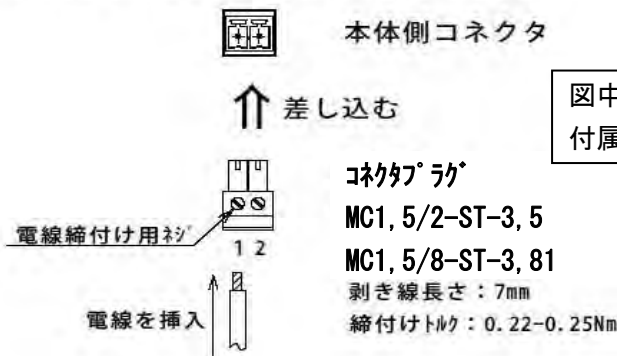 本体側コネクタ
差し込む
図中
付属
コネクタプラグ
MC1,5/2-ST-3,5
MC1,5/8-ST-3,81
電線締付け用ネジ
1 2
剥き線長さ：7mm
電線を挿入
締付けトルク：0.22-0.25Nm